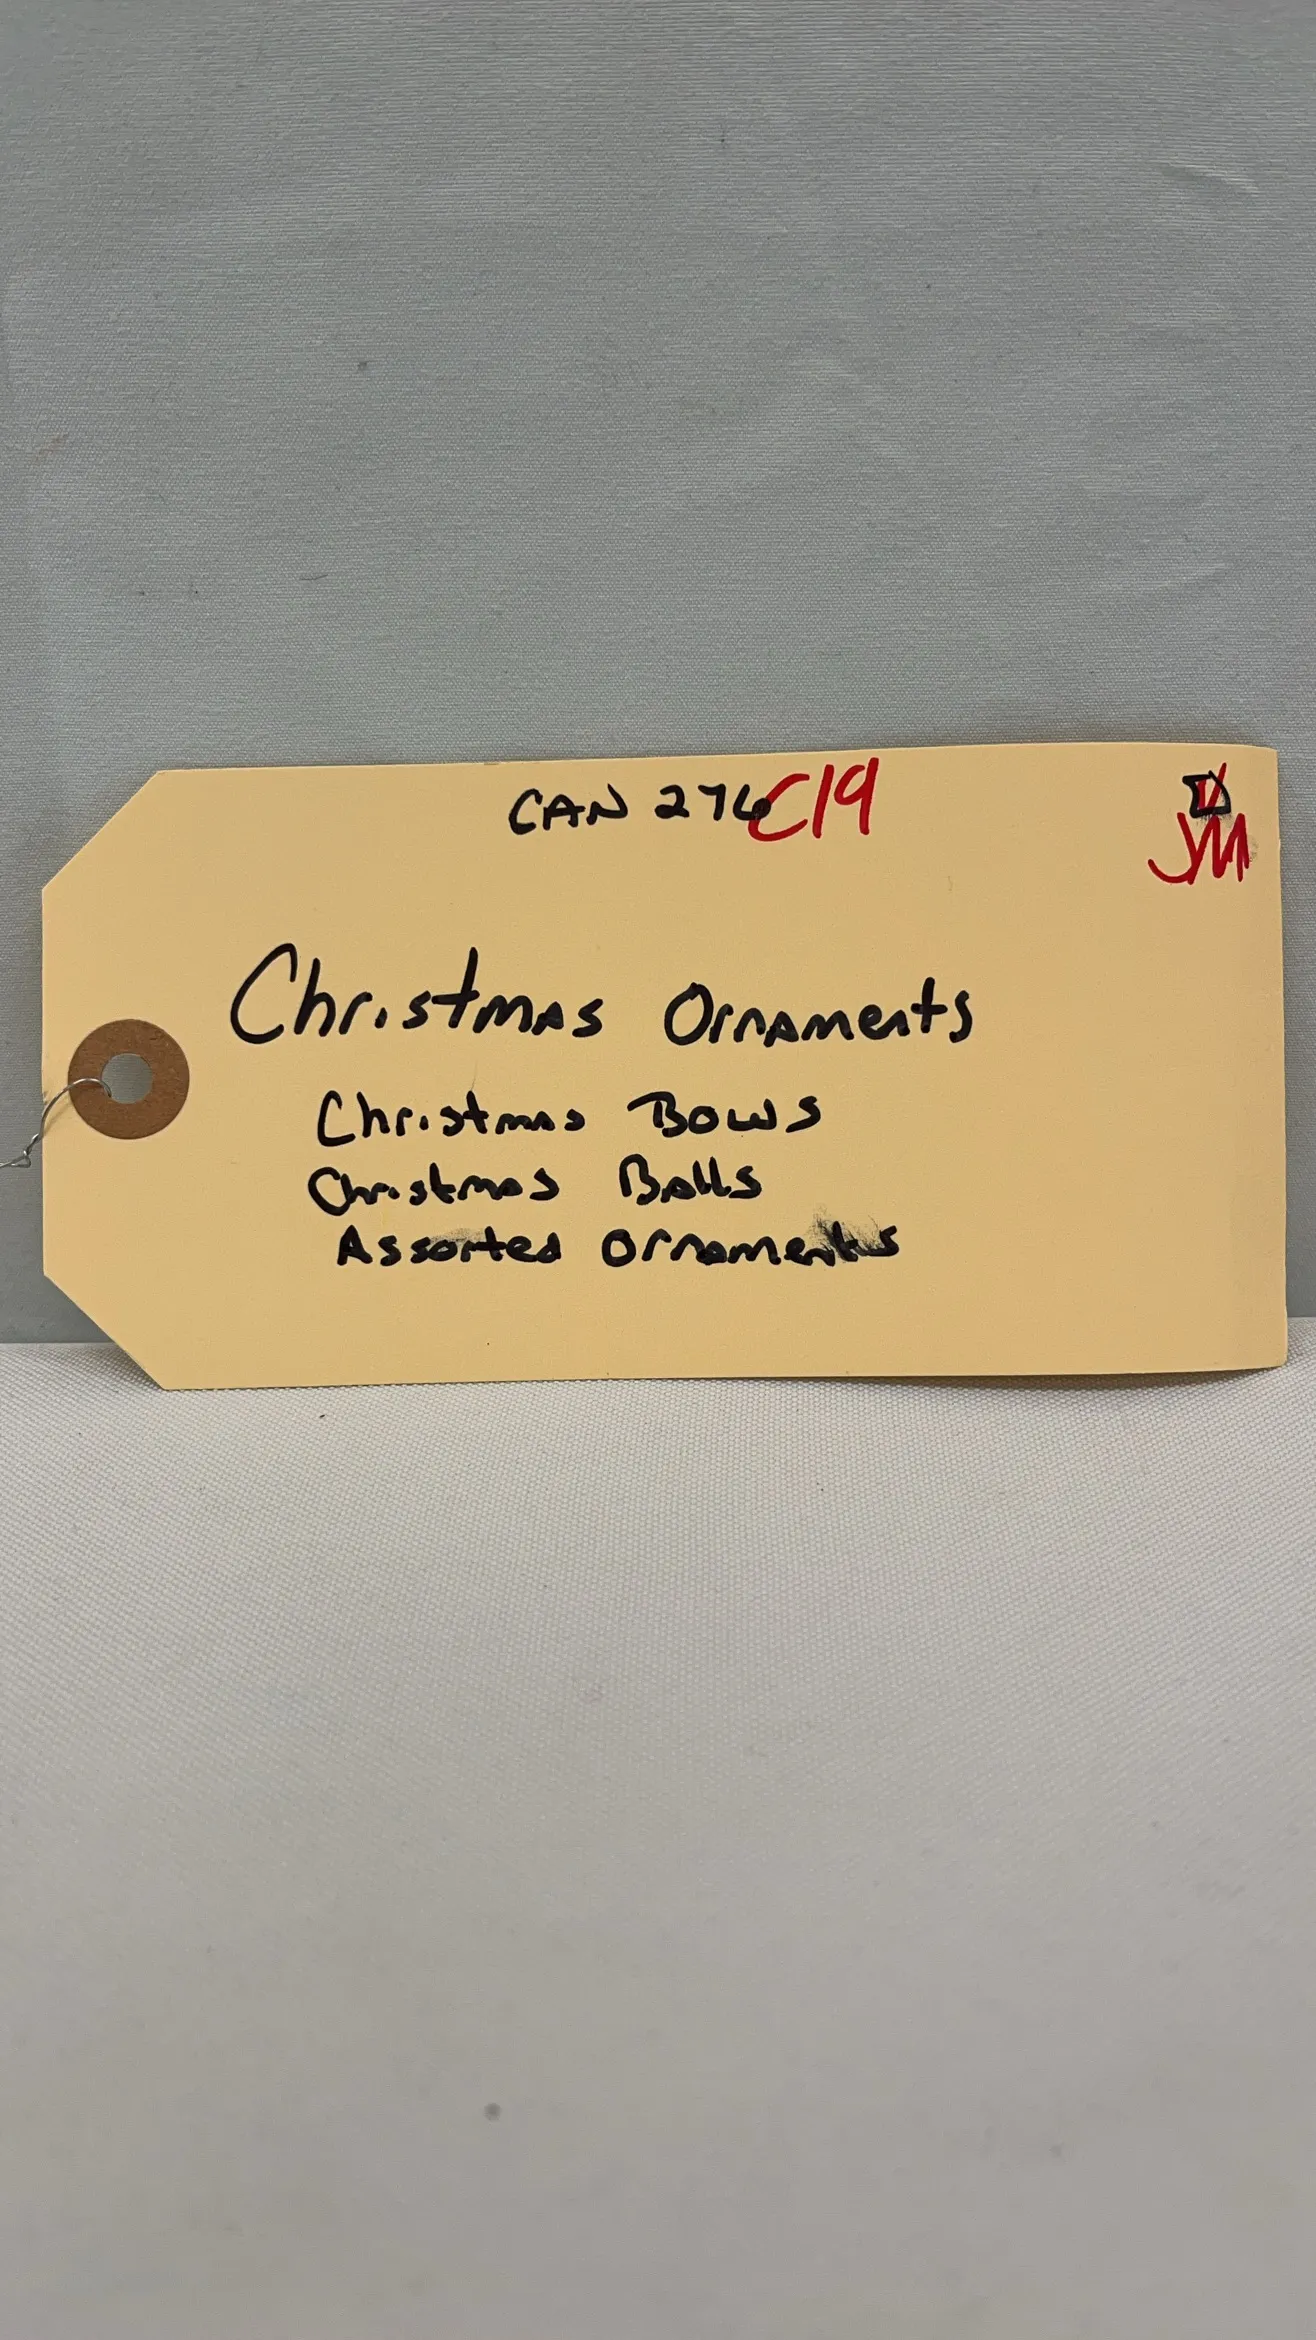 CAN 276 C19
JM
Christmas Ornaments
Christmas Bows
Christmas Balls
Assorted Ornaments